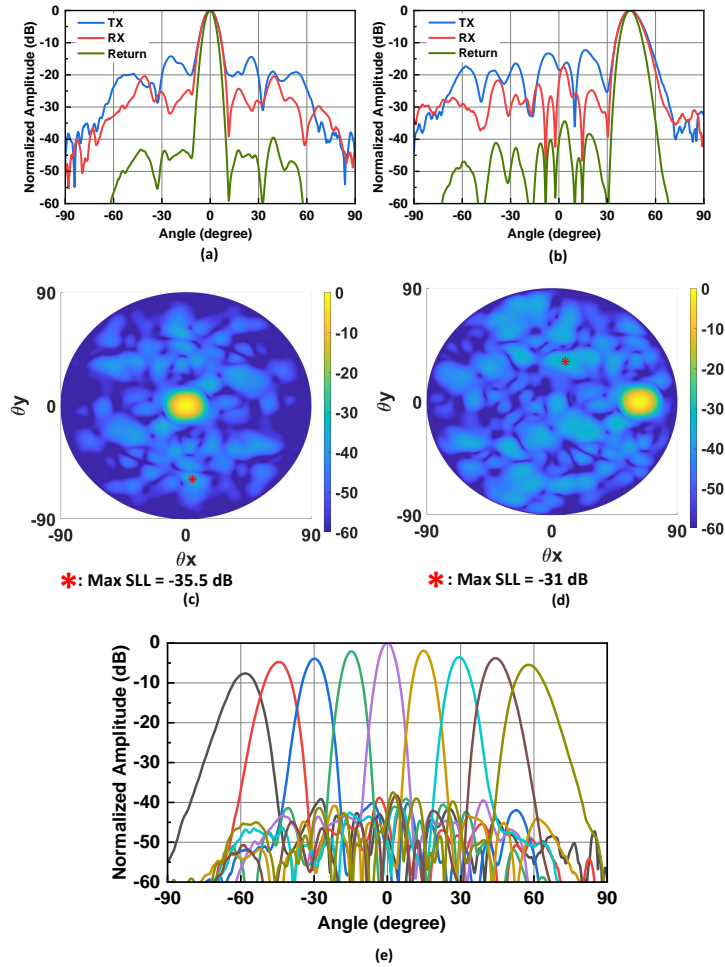 Normalized Amplitude (dB)
0
-10
-20
-30
-40
-50
-60
TX
RX
Return
-90 -60 -30 0 30 60 90
Angle (degree)
(a)
Normalized Amplitude (dB)
0
-10
-20
-30
-40
-50
-60
TX
RX
Return
-90 -60 -30 0 30 60 90
Angle (degree)
(b)
90
θy
0
-90
-90 0 90
θx
0
-10
-20
-30
-40
-50
-60
*: Max SLL = -35.5 dB
(c)
90
θy
0
-90
-90 0 90
θx
0
-10
-20
-30
-40
-50
-60
*: Max SLL = -31 dB
(d)
Normalized Amplitude (dB)
0
-10
-20
-30
-40
-50
-60
-90 -60 -30 0 30 60 90
Angle (degree)
(e)